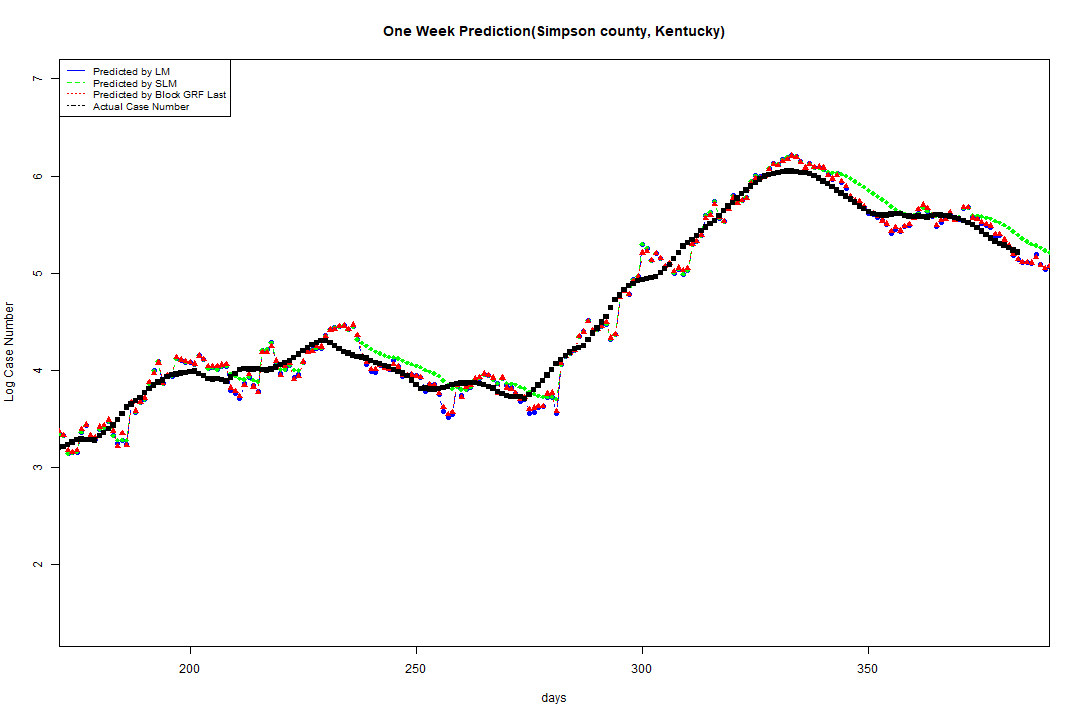 One Week Prediction(Simpson county, Kentucky)
Predicted by LM
Predicted by SLM
Predicted by Block GRF Last
Actual Case Number
7
6
5
4
3
2
Log Case Number
200
250
300
350
days